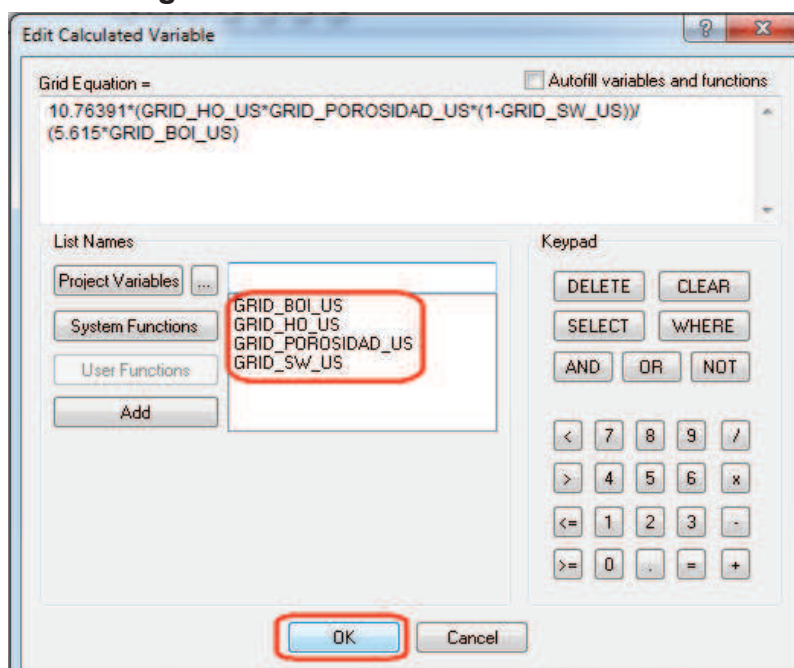 Edit Calculated Variable
Grid Equation =
Autofill variables and functions
10.76391*(GRID_HO_US*GRID_POROSIDAD_US*(1-GRID_SW_US))/
(5.615*GRID_BOI_US)
List Names
Keypad
Project Variables
...
System Functions
User Functions
Add
GRID_BOI_US
GRID_HO_US
GRID_POROSIDAD_US
GRID_SW_US
DELETE CLEAR
SELECT WHERE
AND OR NOT
< 7 8 9 /
> 4 5 6 x
<= 1 2 3 -
>= 0 . = +
OK Cancel